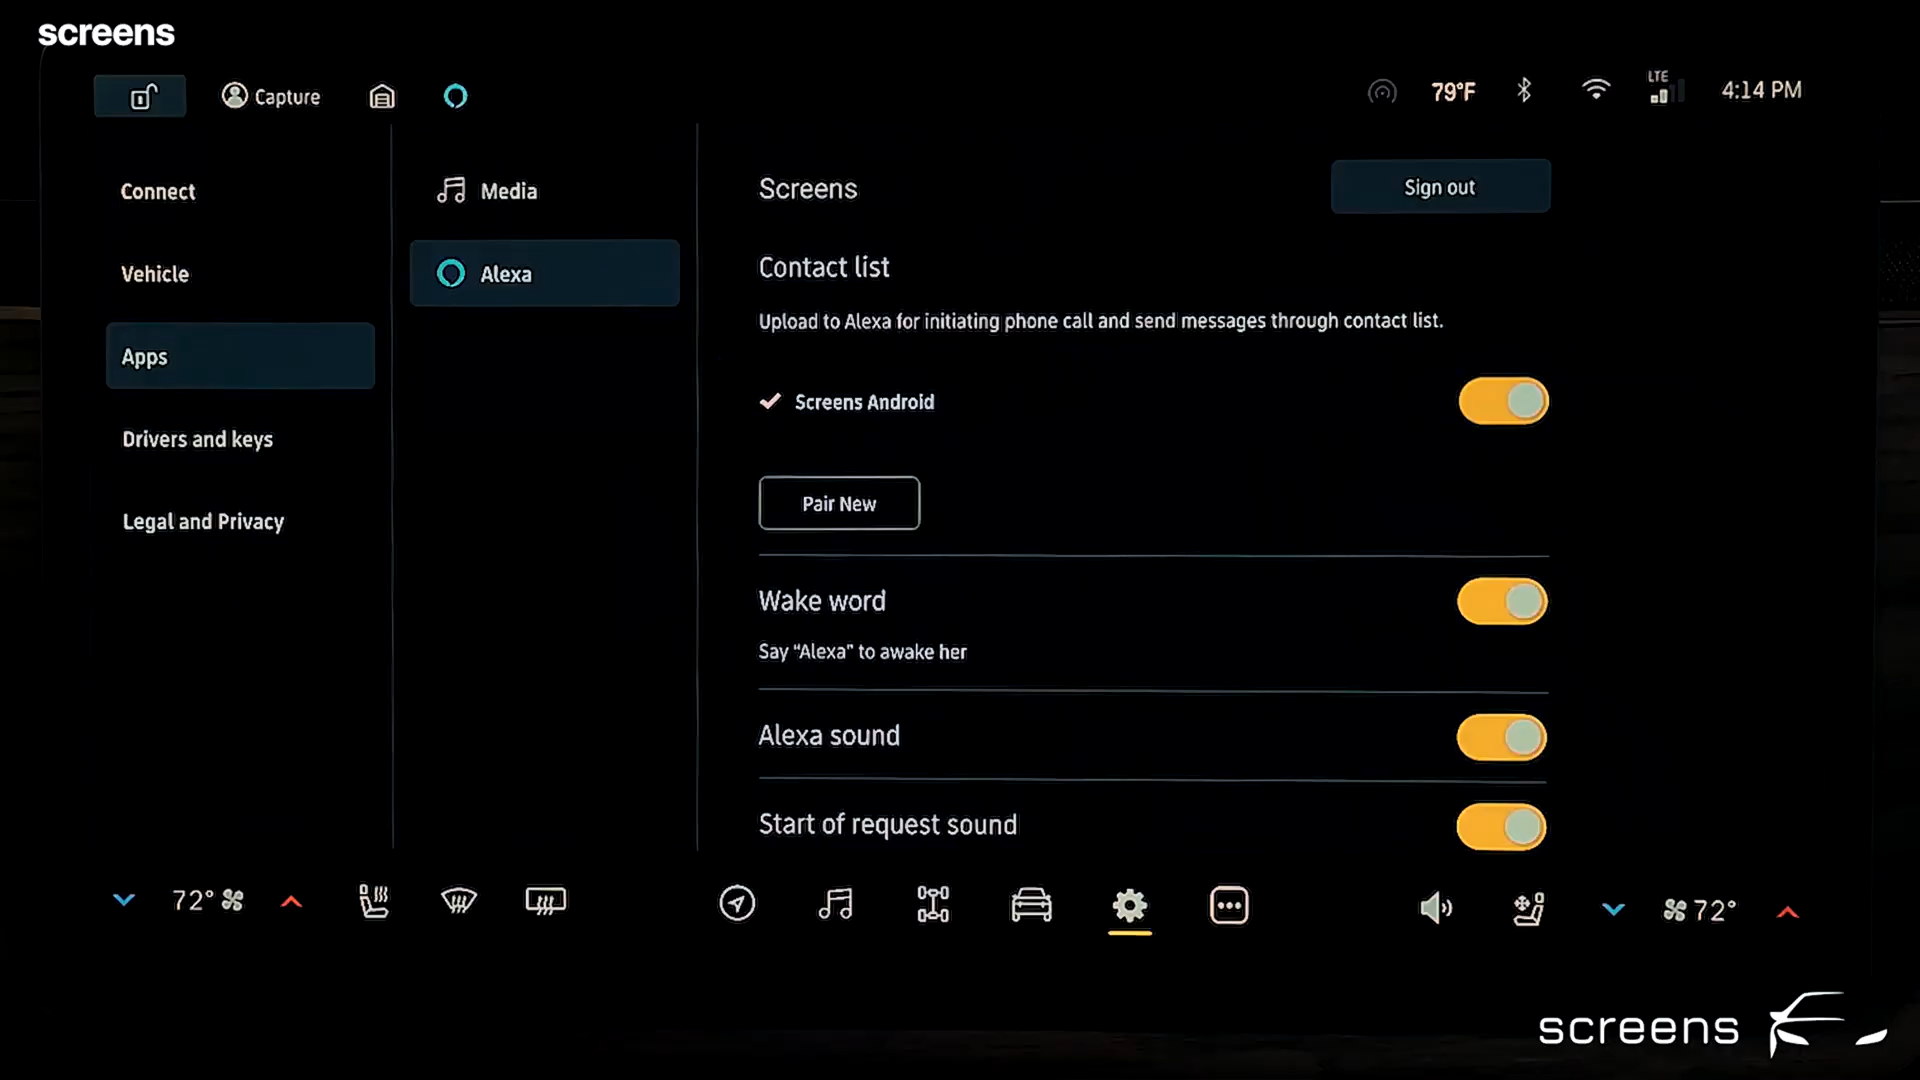 screens
Capture
79°F
LTE
4:14 PM
Connect
Vehicle
Apps
Drivers and keys
Legal and Privacy
Media
Alexa
Screens
Sign out
Contact list
Upload to Alexa for initiating phone call and send messages through contact list.
Screens Android
Pair New
Wake word
Say “Alexa” to awake her
Alexa sound
Start of request sound
72°
72°
screens